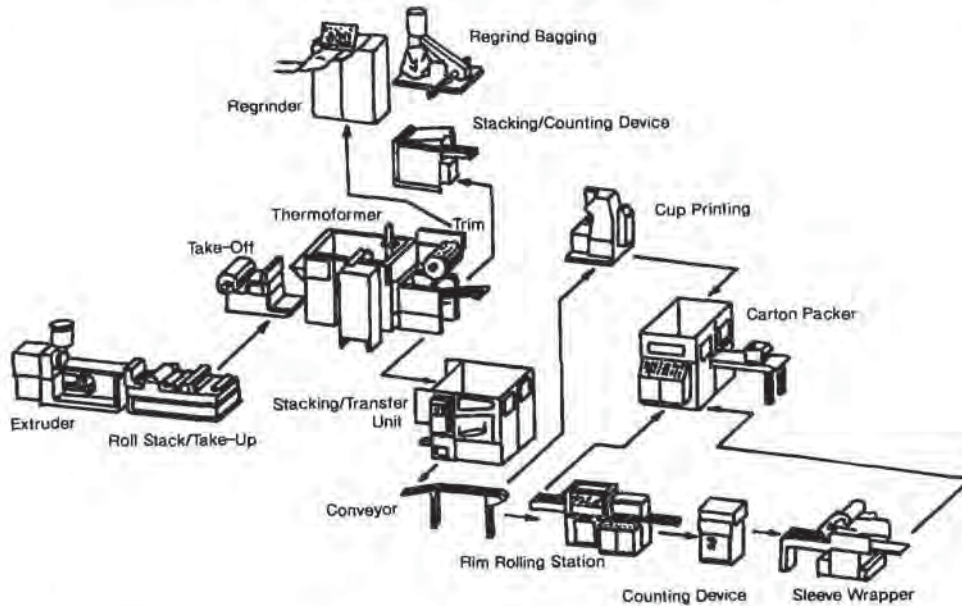 Regrind Bagging
Regrinder
Stacking/Counting Device
Thermoformer
Trim
Cup Printing
Take-Off
Carton Packer
Stacking/Transfer
Unit
Extruder
Roll Stack/Take-Up
Conveyor
Rim Rolling Station
Counting Device
Sleeve Wrapper